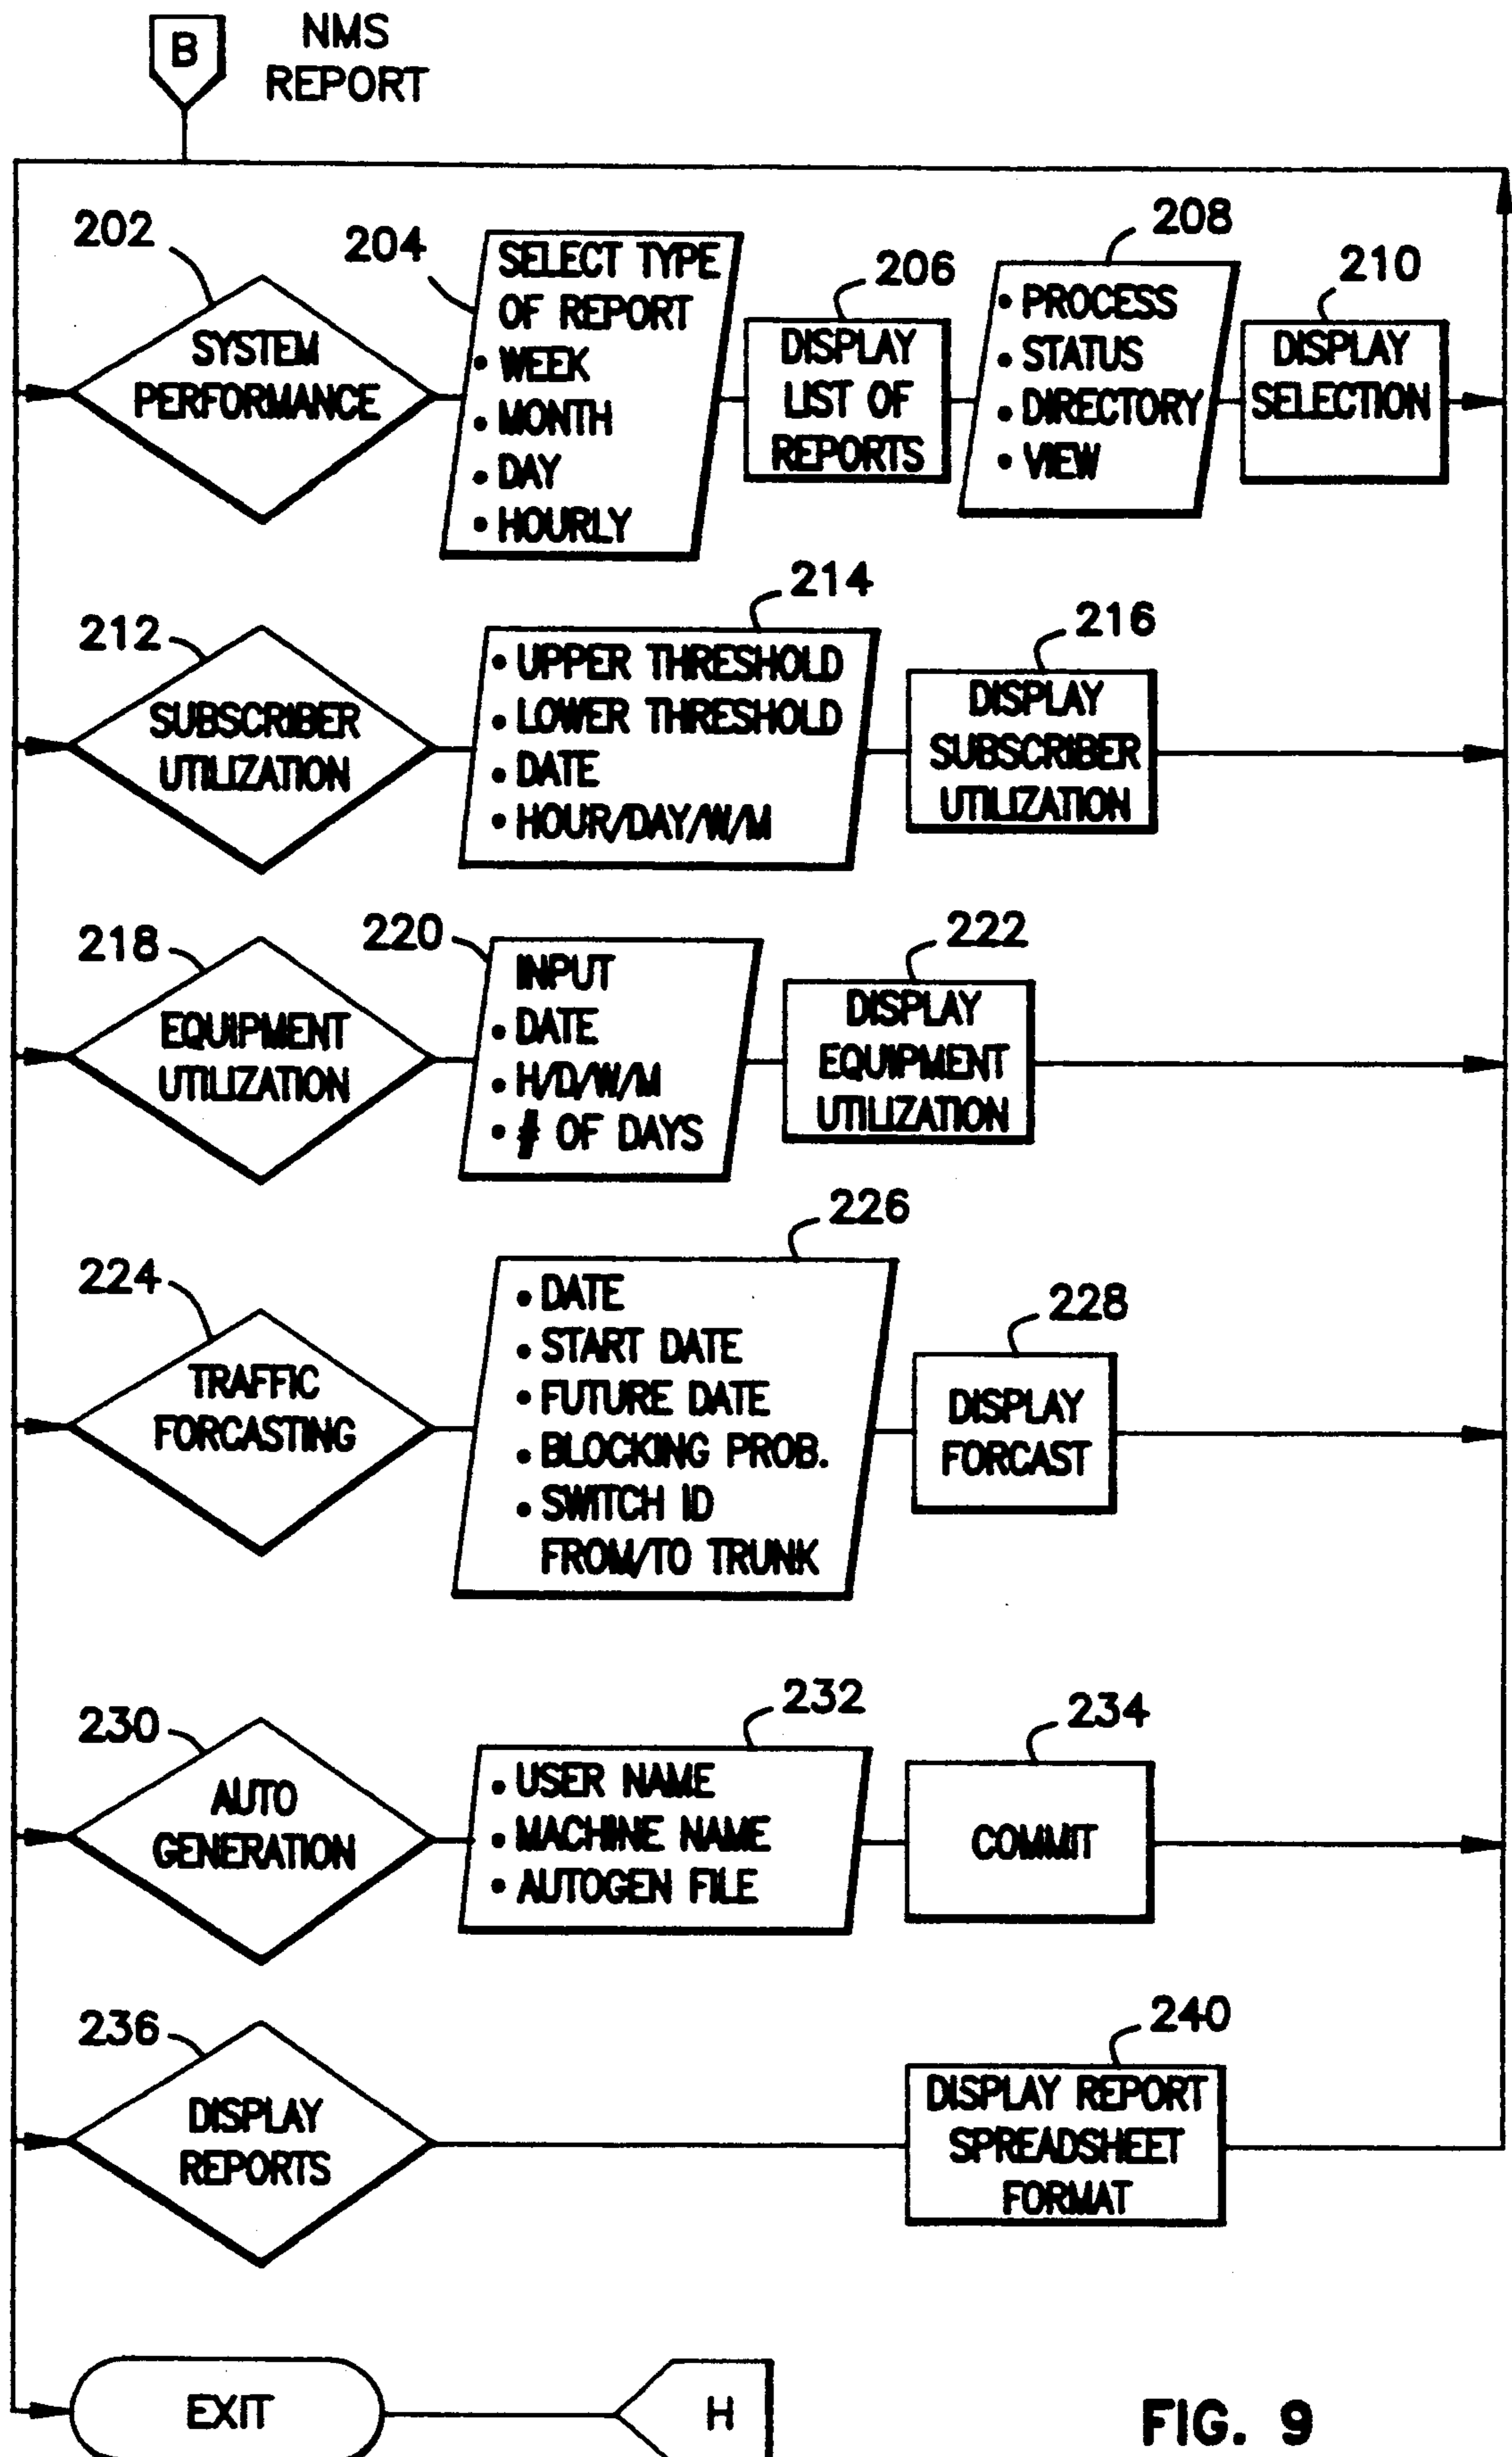 B
NMS
REPORT
202
SYSTEM
PERFORMANCE
204
SELECT TYPE
OF REPORT
• WEEK
• MONTH
• DAY
• HOURLY
206
DISPLAY
LIST OF
REPORTS
208
• PROCESS
• STATUS
• DIRECTORY
• VIEW
210
DISPLAY
SELECTION
212
SUBSCRIBER
UTILIZATION
214
• UPPER THRESHOLD
• LOWER THRESHOLD
• DATE
• HOUR/DAY/W/M
216
DISPLAY
SUBSCRIBER
UTILIZATION
218
EQUIPMENT
UTILIZATION
220
INPUT
• DATE
• H/D/W/M
• # OF DAYS
222
DISPLAY
EQUIPMENT
UTILIZATION
224
TRAFFIC
FORCASTING
226
• DATE
• START DATE
• FUTURE DATE
• BLOCKING PROB.
• SWITCH ID
FROM/TO TRUNK
228
DISPLAY
FORCAST
230
AUTO
GENERATION
232
• USER NAME
• MACHINE NAME
• AUTOGEN FILE
234
COMMIT
236
DISPLAY
REPORTS
240
DISPLAY REPORT
SPREADSHEET
FORMAT
EXIT
H
FIG. 9